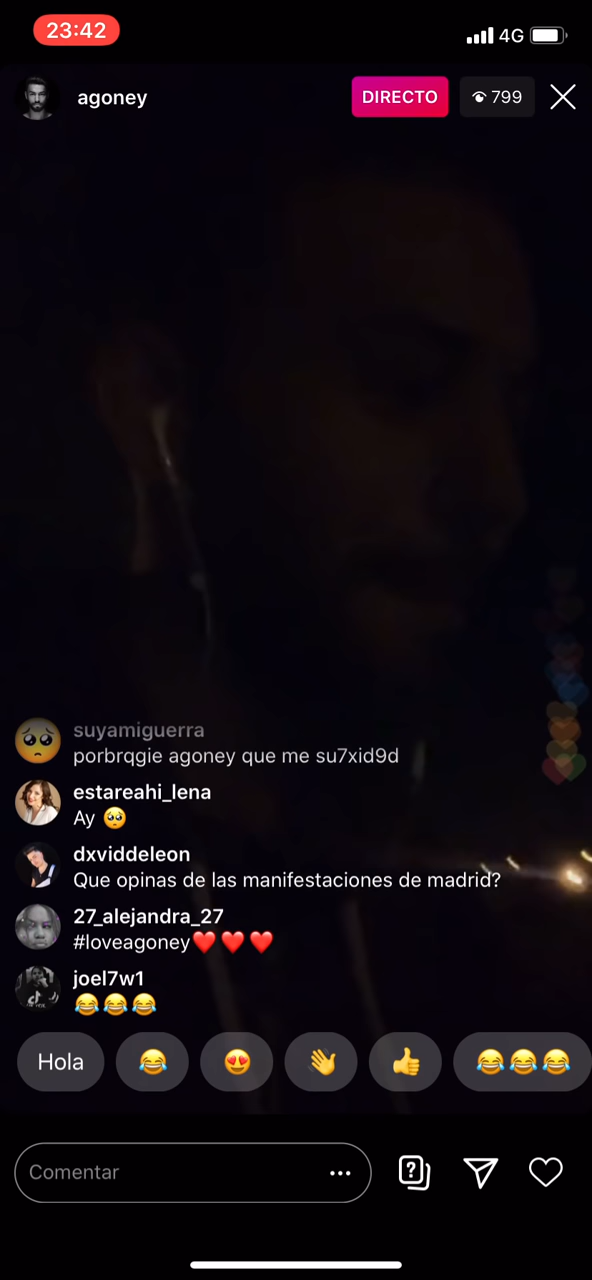 23:42
4G
agoney
DIRECTO
799
suyamiguerra
porbrqgie agoney que me su7xid9d
estareahi_lena
Ay 🥺
dxviddeleon
Que opinas de las manifestaciones de madrid?
27_alejandra_27
#loveagoney❤️❤️❤️
joel7w1
😂😂😂
Hola 😂 😍 👋 👍 😂😂😂
Comentar